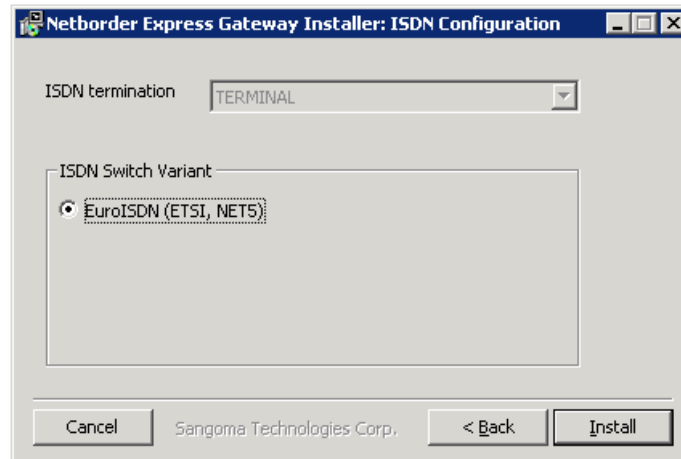 Netborder Express Gateway Installer: ISDN Configuration
ISDN termination
TERMINAL
ISDN Switch Variant
EuroISDN (ETSI, NET5)
Cancel
Sangoma Technologies Corp.
< Back
Install